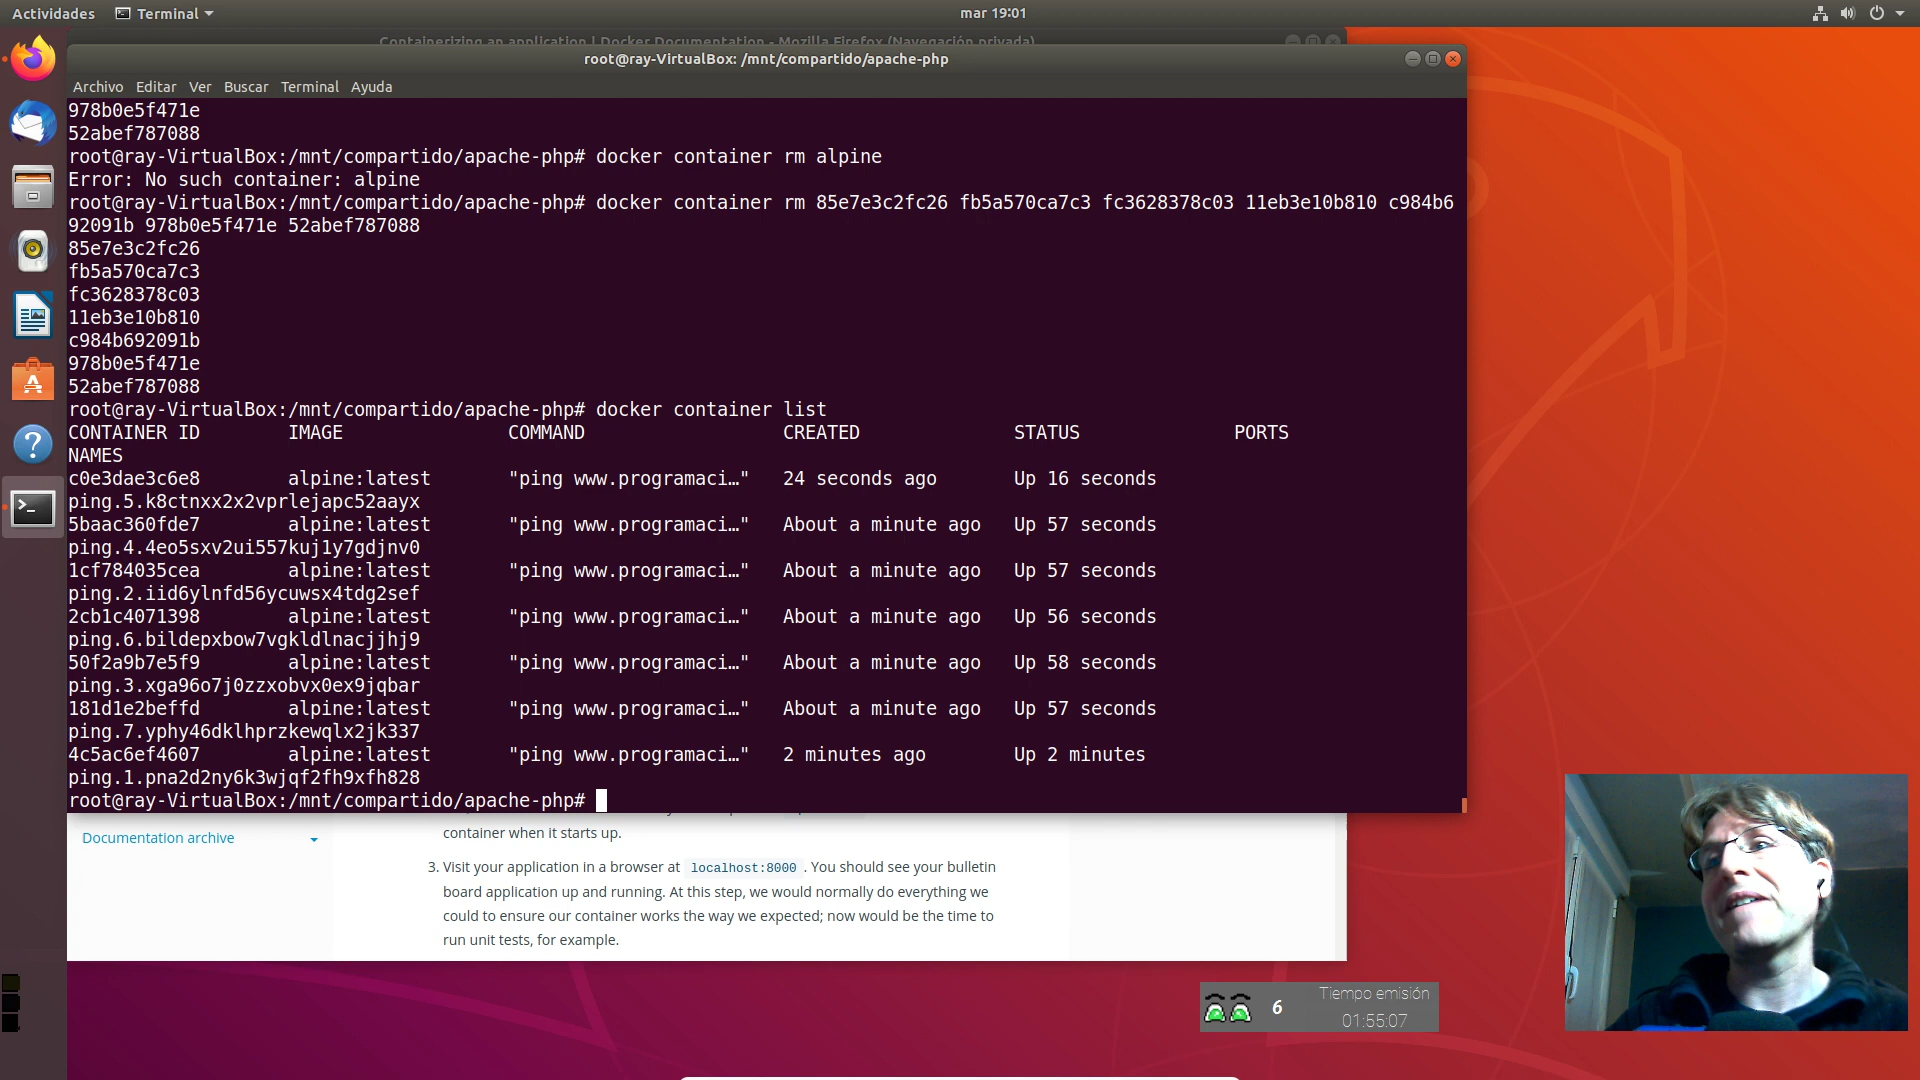 Actividades
Terminal
mar 19:01
Containerizing an application | Docker Documentation - Mozilla Firefox (Navegación privada)
root@ray-VirtualBox: /mnt/compartido/apache-php
Archivo Editar Ver Buscar Terminal Ayuda
978b0e5f471e
52abef787088
root@ray-VirtualBox:/mnt/compartido/apache-php# docker container rm alpine
Error: No such container: alpine
root@ray-VirtualBox:/mnt/compartido/apache-php# docker container rm 85e7e3c2fc26 fb5a570ca7c3 fc3628378c03 11eb3e10b810 c984b6
92091b 978b0e5f471e 52abef787088
85e7e3c2fc26
fb5a570ca7c3
fc3628378c03
11eb3e10b810
c984b692091b
978b0e5f471e
52abef787088
root@ray-VirtualBox:/mnt/compartido/apache-php# docker container list
CONTAINER ID IMAGE COMMAND CREATED STATUS PORTS
NAMES
c0e3dae3c6e8 alpine:latest "ping www.programaci…" 24 seconds ago Up 16 seconds
ping.5.k8ctnxx2x2vprlejapc52aayx
5baac360fde7 alpine:latest "ping www.programaci…" About a minute ago Up 57 seconds
ping.4.4eo5sxv2ui557kuj1y7gdjnv0
1cf784035cea alpine:latest "ping www.programaci…" About a minute ago Up 57 seconds
ping.2.iid6ylnfd56ycuwsx4tdg2sef
2cb1c4071398 alpine:latest "ping www.programaci…" About a minute ago Up 56 seconds
ping.6.bildepxbow7vgkldlnacjjhj9
50f2a9b7e5f9 alpine:latest "ping www.programaci…" About a minute ago Up 58 seconds
ping.3.xga96o7j0zzxobvx0ex9jqbar
181d1e2beffd alpine:latest "ping www.programaci…" About a minute ago Up 57 seconds
ping.7.yphy46dklhprzkewqlx2jk337
4c5ac6ef4607 alpine:latest "ping www.programaci…" 2 minutes ago Up 2 minutes
ping.1.pna2d2ny6k3wjqf2fh9xfh828
root@ray-VirtualBox:/mnt/compartido/apache-php#
Documentation archive
container when it starts up.
3. Visit your application in a browser at localhost:8000 . You should see your bulletin
board application up and running. At this step, we would normally do everything we
could to ensure our container works the way we expected; now would be the time to
run unit tests, for example.
6
Tiempo emisión
01:55:07